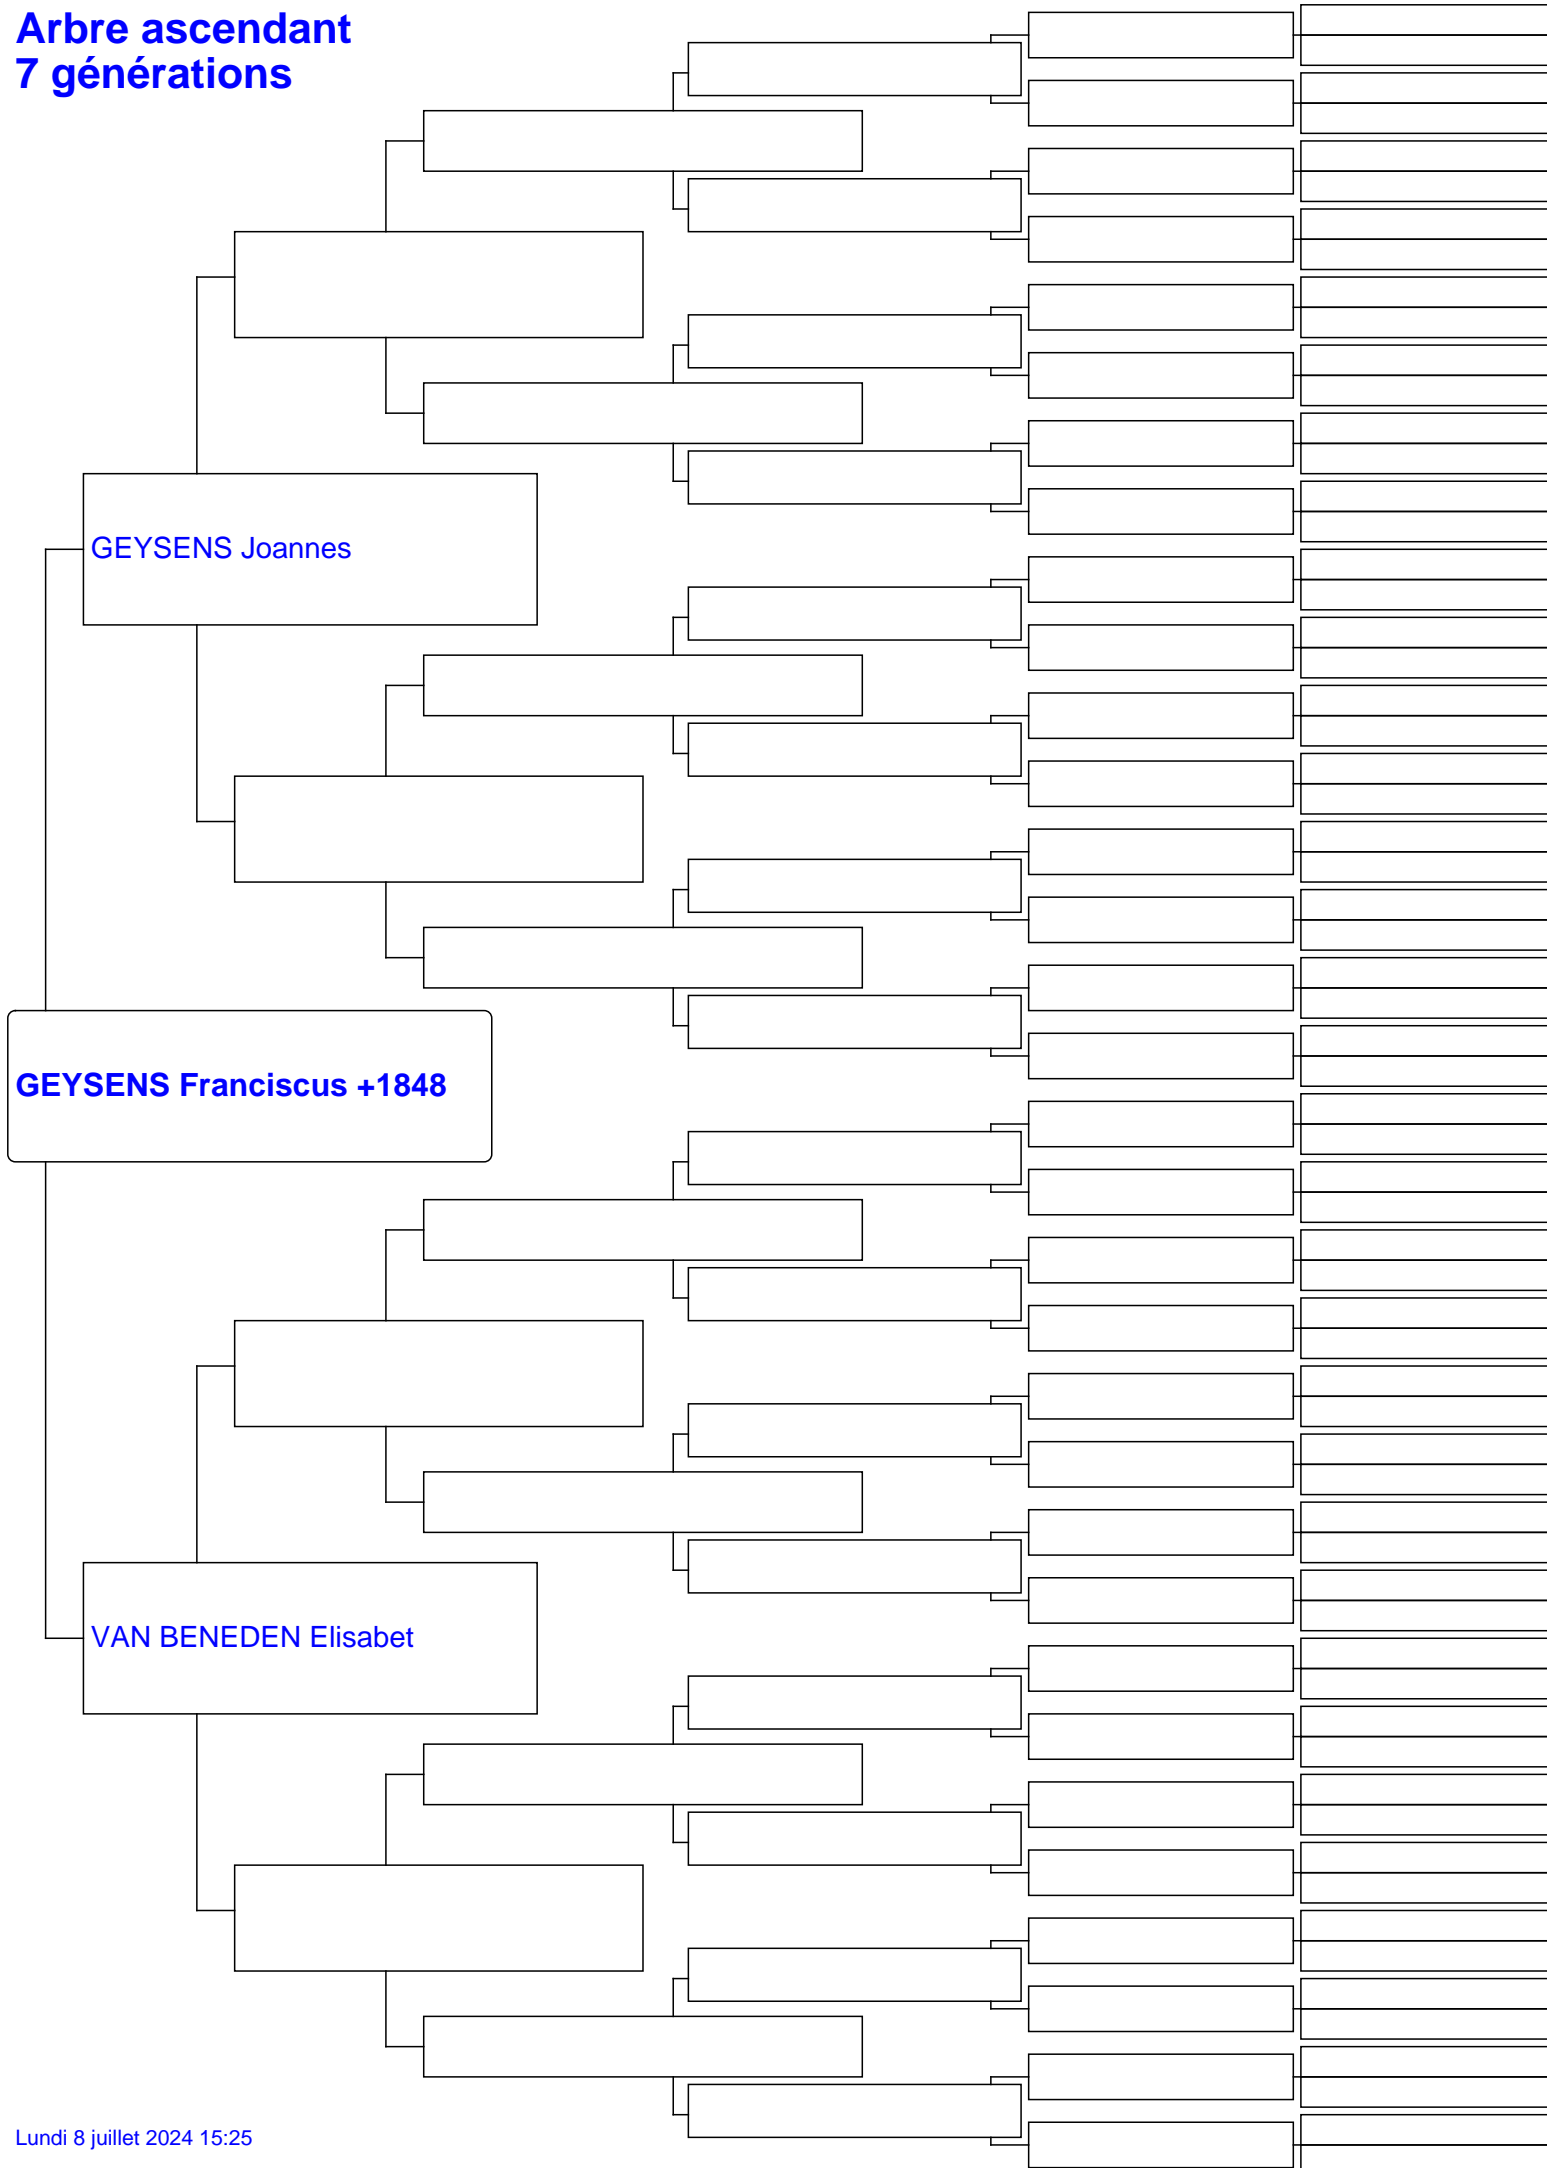 Arbre ascendant
7 générations
GEYSENS Joannes
GEYSENS Franciscus +1848
VAN BENEDEN Elisabet
Lundi 8 juillet 2024 15:25